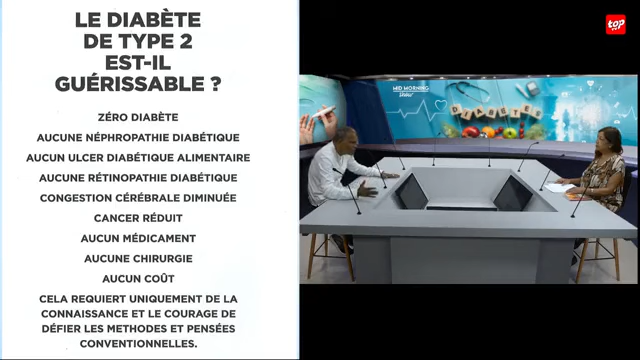 LE DIABÈTE
DE TYPE 2
EST-IL
GUÉRISSABLE ?
ZÉRO DIABÈTE
AUCUNE NÉPHROPATHIE DIABÉTIQUE
AUCUN ULCER DIABÉTIQUE ALIMENTAIRE
AUCUNE RÉTINOPATHIE DIABÉTIQUE
CONGESTION CÉRÉBRALE DIMINUÉE
CANCER RÉDUIT
AUCUN MÉDICAMENT
AUCUNE CHIRURGIE
AUCUN COÛT
CELA REQUIERT UNIQUEMENT DE LA
CONNAISSANCE ET LE COURAGE DE
DÉFIER LES METHODES ET PENSÉES
CONVENTIONNELLES.
top
MID MORNING
Show
DIABETES